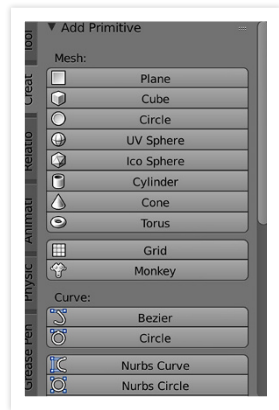 Add Primitive
Mesh:
Plane
Cube
Circle
UV Sphere
Ico Sphere
Cylinder
Cone
Torus
Grid
Monkey
Curve:
Bezier
Circle
Nurbs Curve
Nurbs Circle
Tool
Creat
Relatio
Animati
Physic
Grease Pen